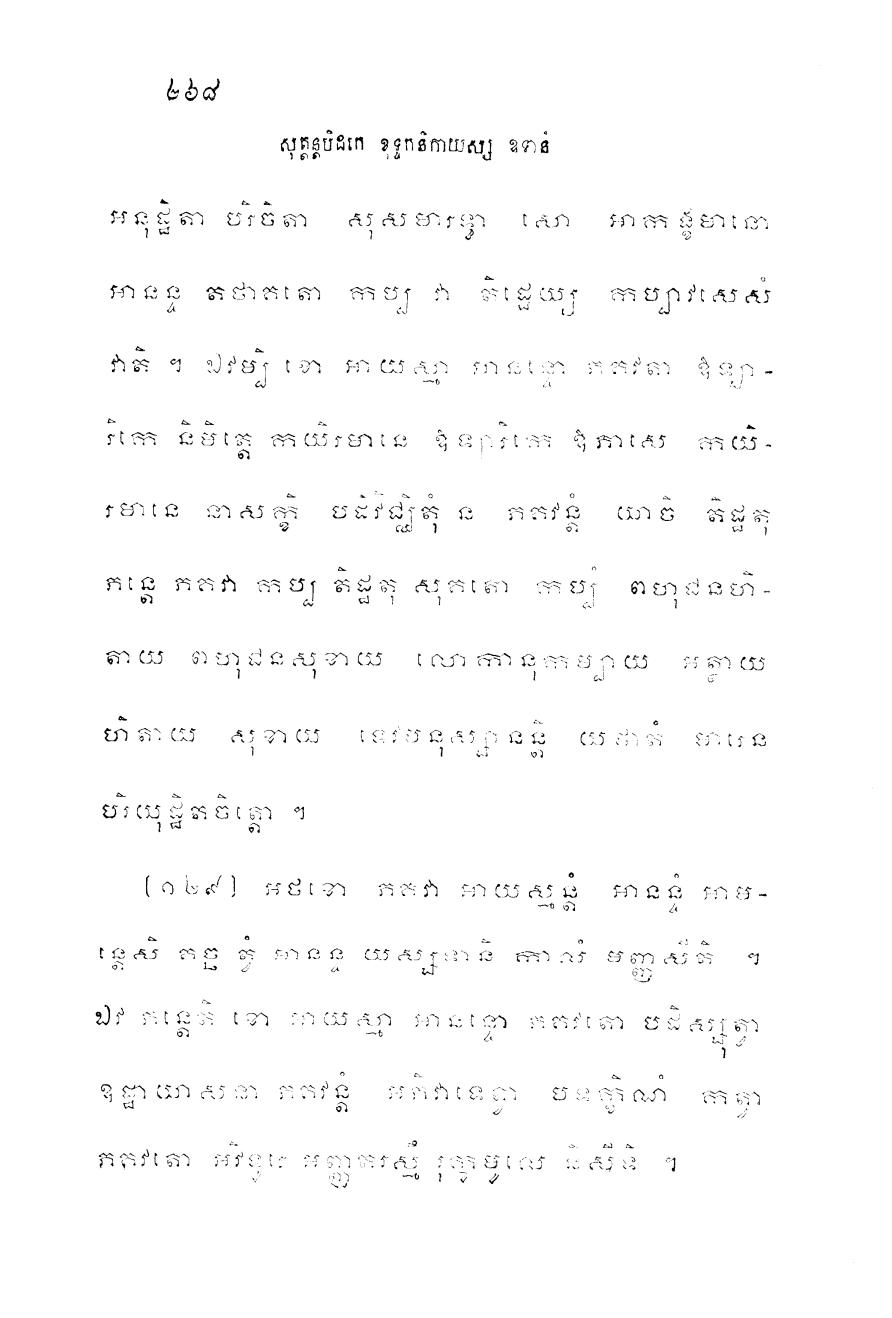 ២៦៨
សុត្តន្តបិដកេ ខុទ្ទកនិកាយស្ស ឧទានំ
អនុដ្ឋិតា បរិចិតា សុសមារទ្ធា សោ អាកង្ខមានោ
អានន្ទ តថាគតោ កប្បំ វា តិដ្ឋេយ្យ កប្បាវសេសំ
វាតិ ។ ឯវម្បិ ខោ អាយស្មា អានន្ទោ ភគវតា ឱឡា-
រិកេ និមិត្តេ កយិរមានេ ឱឡារិកេ ឱភាសេ កយិ-
រមានេ នាសក្ខិ បដិវិជ្ឈិតុំ ន ភគវន្តំ យាចិ តិដ្ឋតុ
ភន្តេ ភគវា កប្បំ តិដ្ឋតុ សុគតោ កប្បំ ពហុជនហិ-
តាយ ពហុជនសុខាយ លោកានុកម្បាយ អត្ថាយ
ហិតាយ សុខាយ ទេវមនុស្សានន្តិ យថាតំ មារេន
បរិយុដ្ឋិតចិត្តោ ។
(១២៩) អថខោ ភគវា អាយស្មន្តំ អានន្ទំ អាម-
ន្តេសិ គច្ឆ ត្វំ អានន្ទ យស្សទានិ កាលំ មញ្ញសីតិ ។
ឯវំ ភន្តេតិ ខោ អាយស្មា អានន្ទោ ភគវតោ បដិស្សុត្វា
ឧដ្ឋាយាសនា ភគវន្តំ អភិវាទេត្វា បទក្ខិណំ កត្វា
ភគវតោ អវិទូរេ អញ្ញតរស្មឹ រុក្ខមូលេ និសីទិ ។